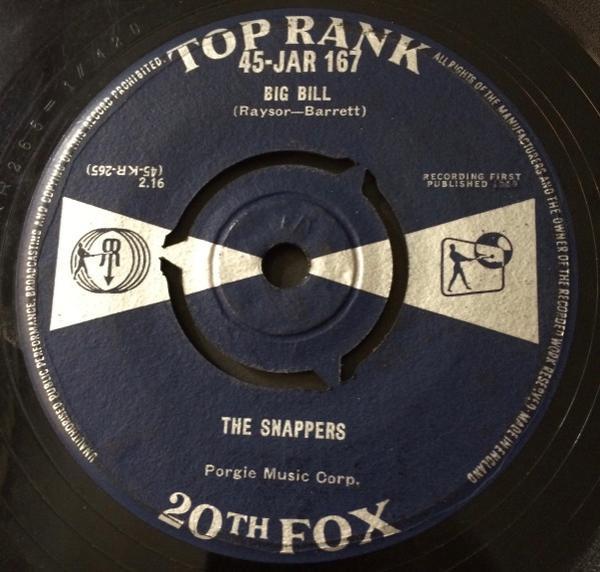 TOP RANK
45-JAR 167
BIG BILL
(Raysor—Barrett)
(45-K-R-265)
2.16
RECORDING FIRST
PUBLISHED 1959
THE SNAPPERS
Porgie Music Corp.
20TH FOX
UNAUTHORISED PUBLIC PERFORMANCE, BROADCASTING AND COPYING OF THIS RECORD PROHIBITED.
ALL RIGHTS OF THE MANUFACTURERS AND THE OWNER OF THE RECORDED WORK RESERVED · MADE IN ENGLAND